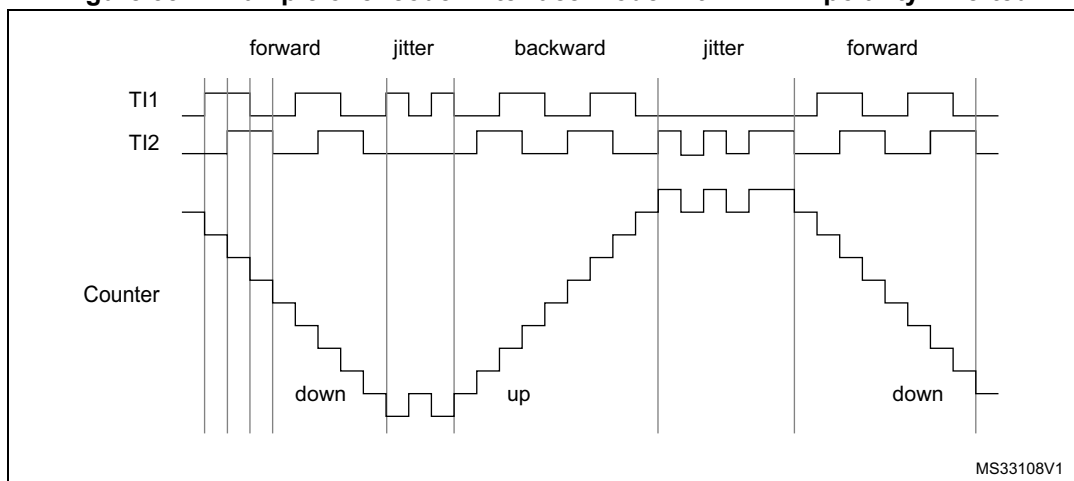 forward jitter backward jitter forward
TI1
TI2
Counter
down up down
MS33108V1